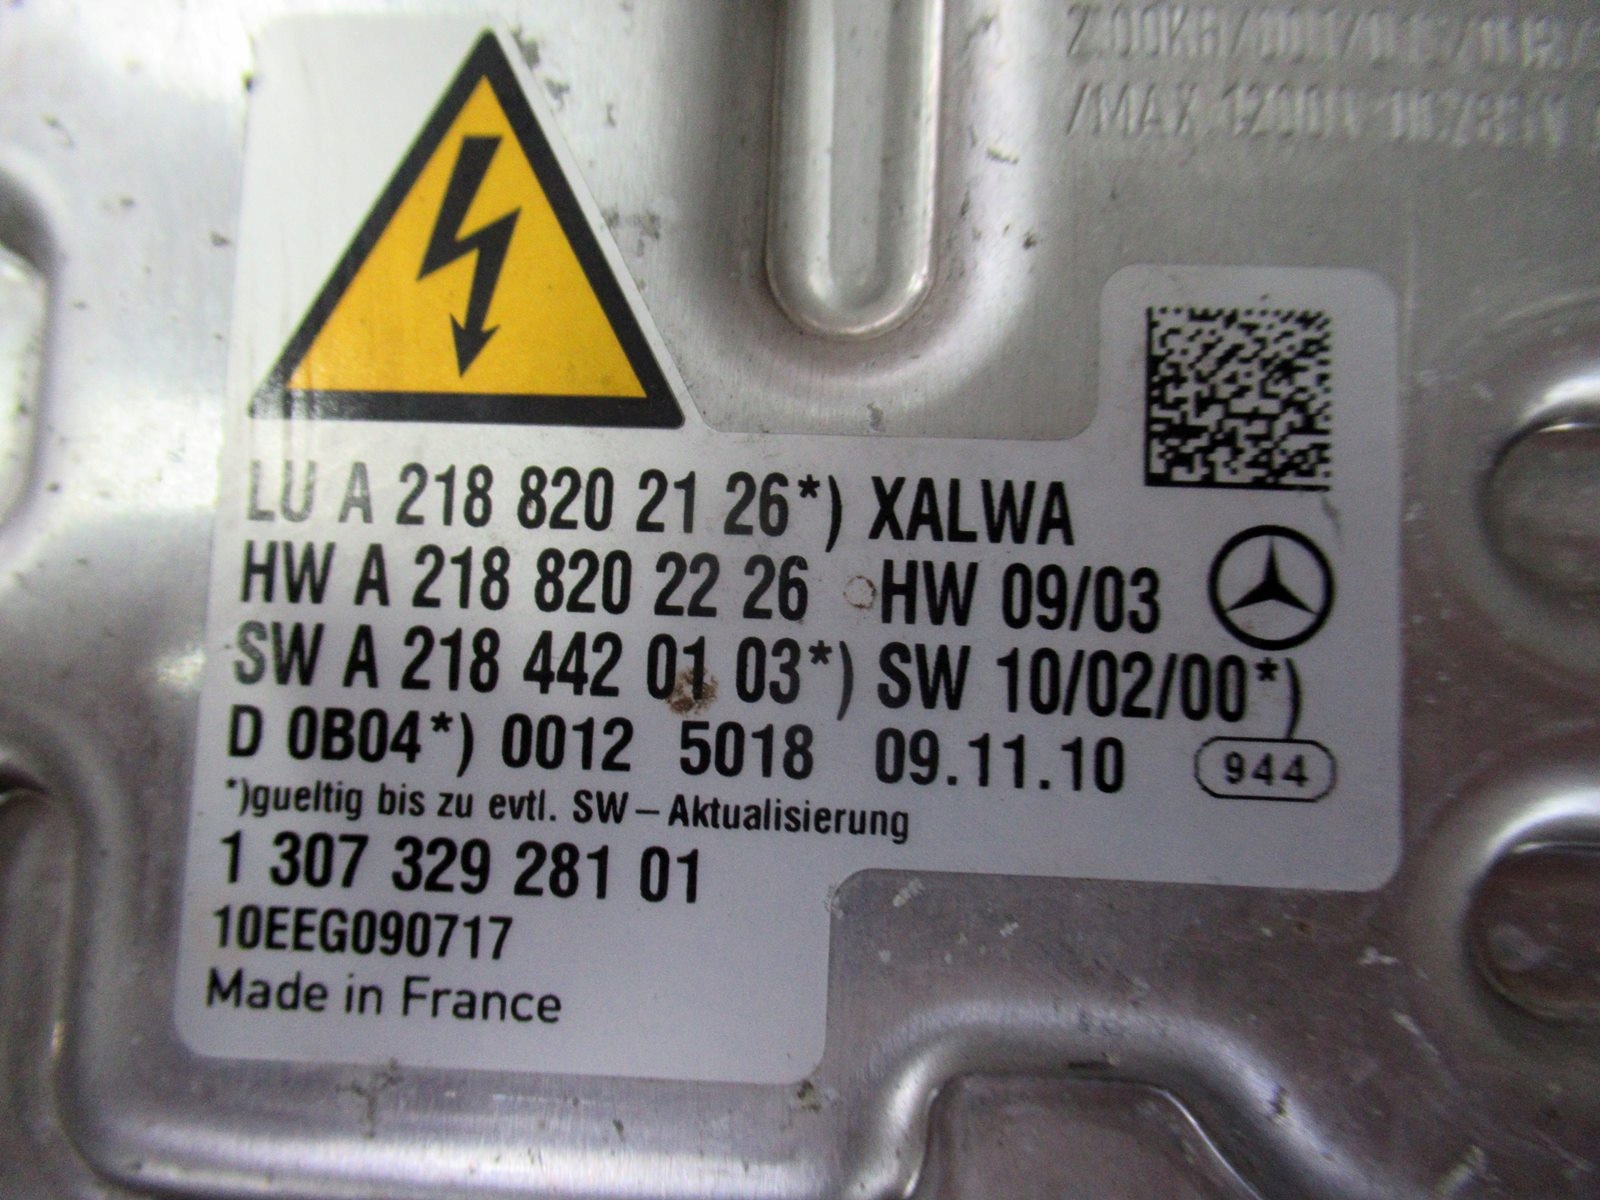 /MAX
LU A 218 820 21 26*) XALWA
HW A 218 820 22 26 HW 09/03
SW A 218 442 01 03*) SW 10/02/00*)
D 0B04*) 0012 5018 09.11.10 944
*)gueltig bis zu evtl. SW–Aktualisierung
1 307 329 281 01
10EEG090717
Made in France